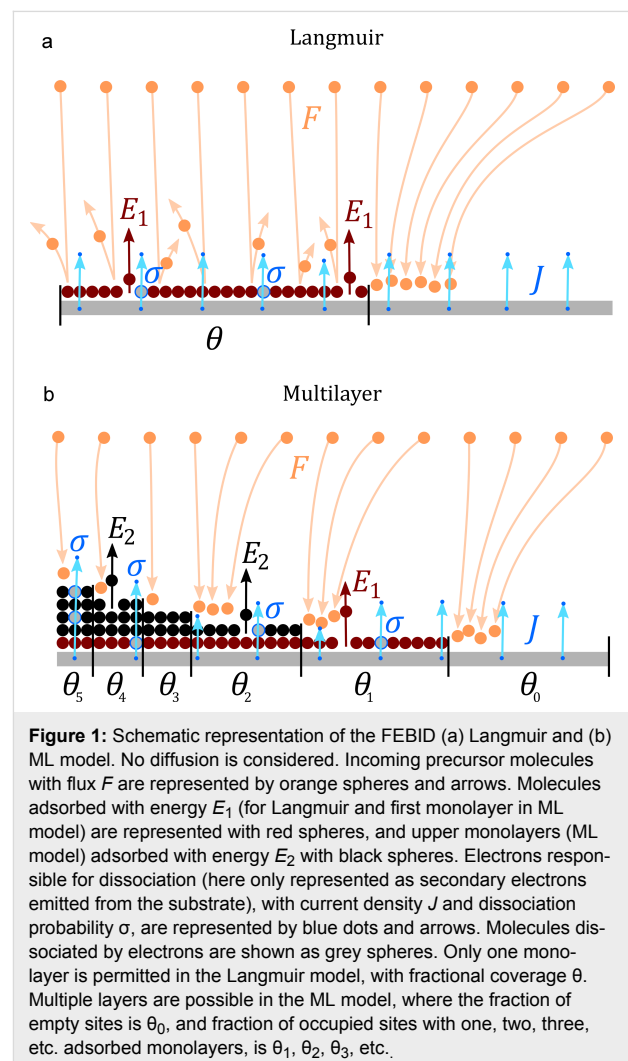 a
Langmuir
F
E₁
E₁
σ
σ
J
θ
b
Multilayer
F
E₂
σ
E₂
σ
σ
E₁
σ
J
θ₅
θ₄
θ₃
θ₂
θ₁
θ₀
Figure 1: Schematic representation of the FEBID (a) Langmuir and (b)
ML model. No diffusion is considered. Incoming precursor molecules
with flux F are represented by orange spheres and arrows. Molecules
adsorbed with energy E₁ (for Langmuir and first monolayer in ML
model) are represented with red spheres, and upper monolayers (ML
model) adsorbed with energy E₂ with black spheres. Electrons respon-
sible for dissociation (here only represented as secondary electrons
emitted from the substrate), with current density J and dissociation
probability σ, are represented by blue dots and arrows. Molecules dis-
sociated by electrons are shown as grey spheres. Only one mono-
layer is permitted in the Langmuir model, with fractional coverage θ.
Multiple layers are possible in the ML model, where the fraction of
empty sites is θ₀, and fraction of occupied sites with one, two, three,
etc. adsorbed monolayers, is θ₁, θ₂, θ₃, etc..